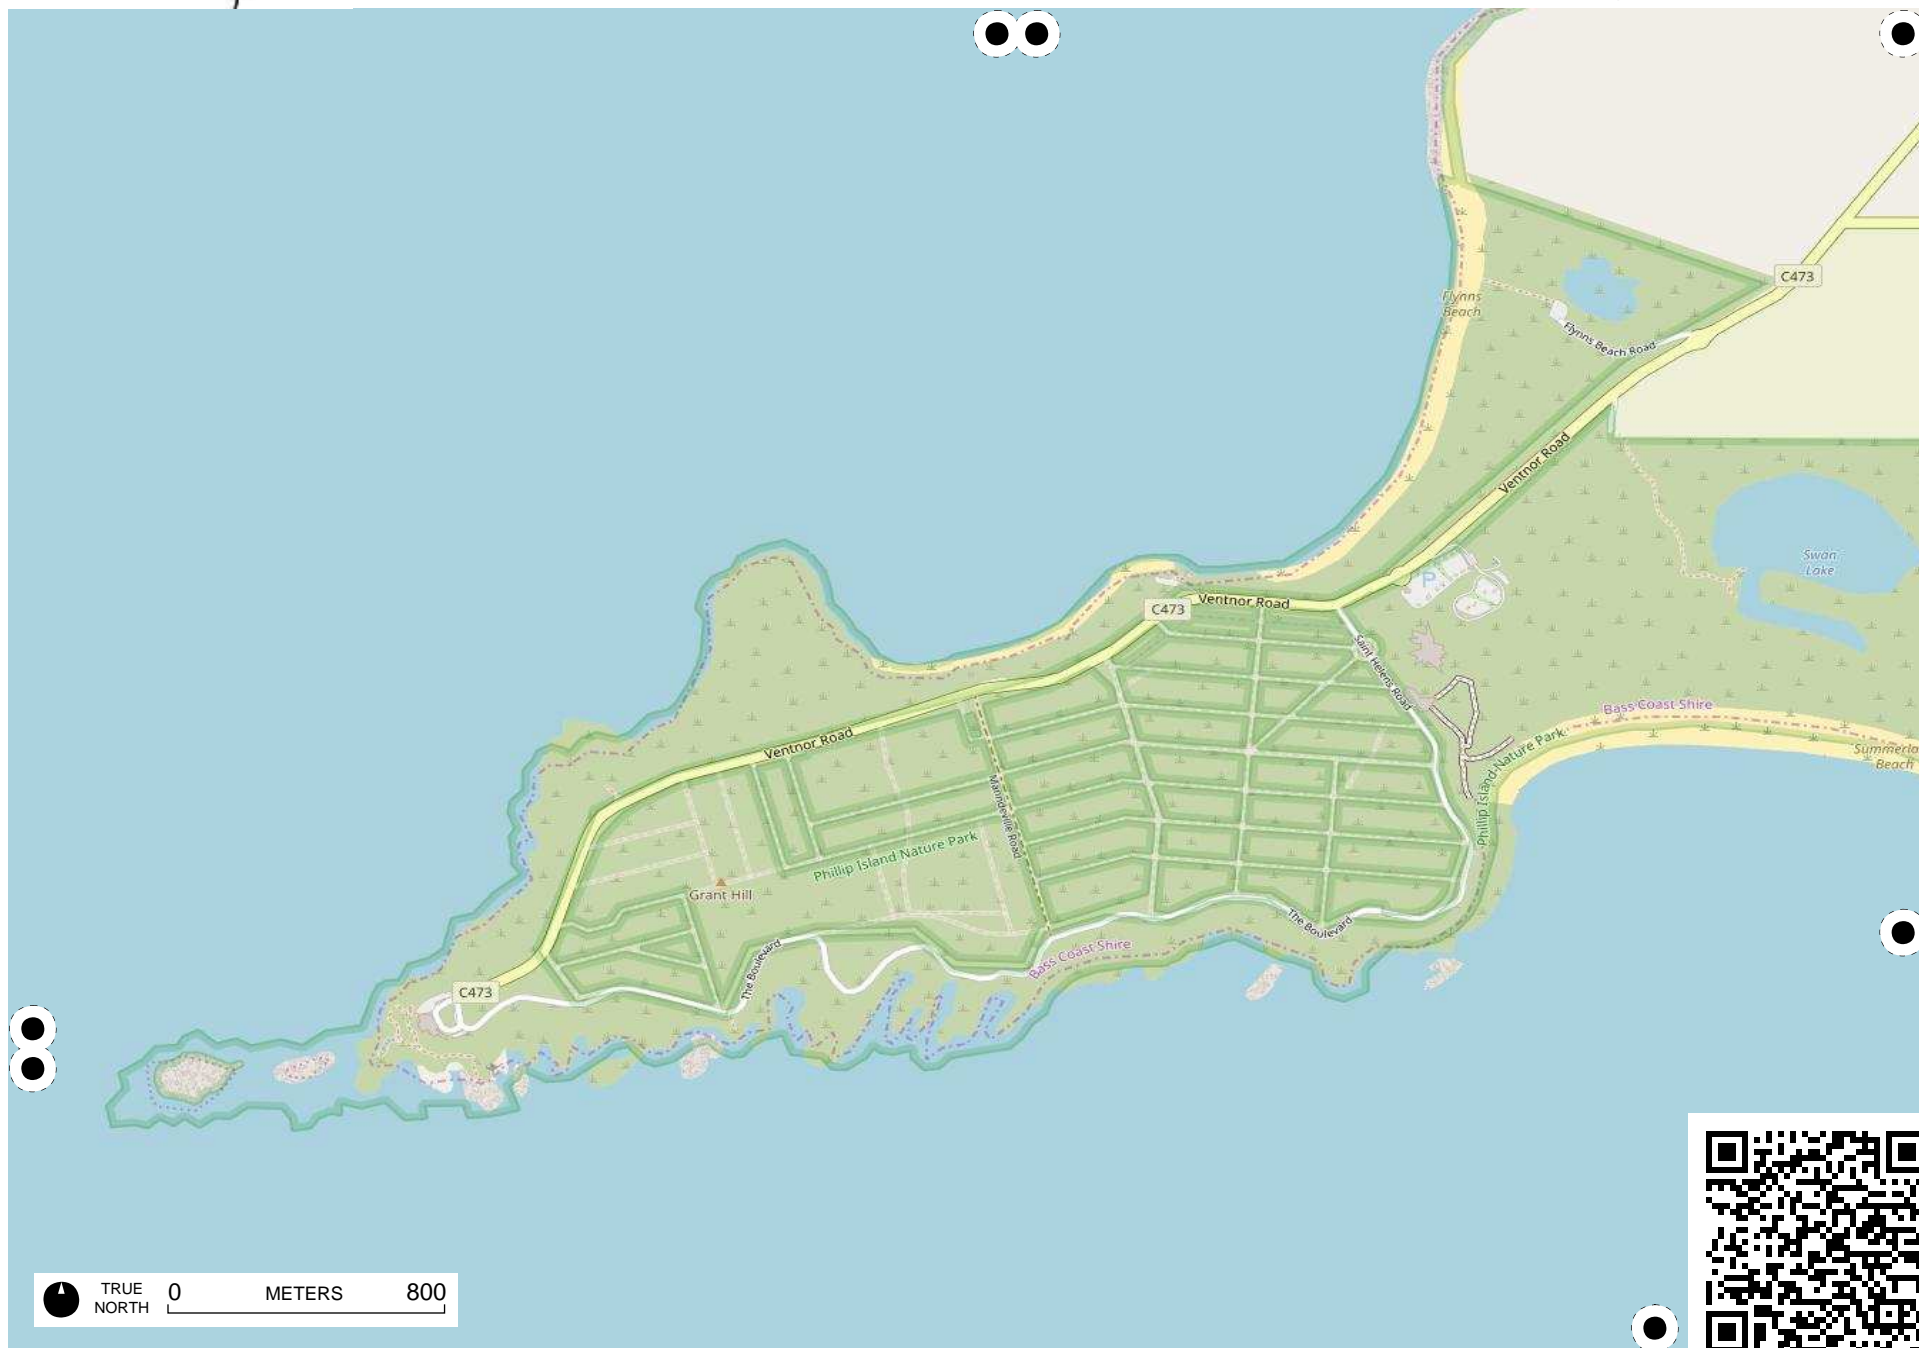 C473
Flynns
Beach
Flynns Beach Road
Ventnor Road
Swan
Lake
P
C473
Ventnor Road
Saint Helens Road
Bass Coast Shire
Phillip Island Nature Park
Beach
Ventnor Road
Manndeville Road
Phillip Island Nature Park
Grant Hill
The Boulevard
The Boulevard
Bass Coast Shire
C473
TRUE
NORTH
0 METERS 800